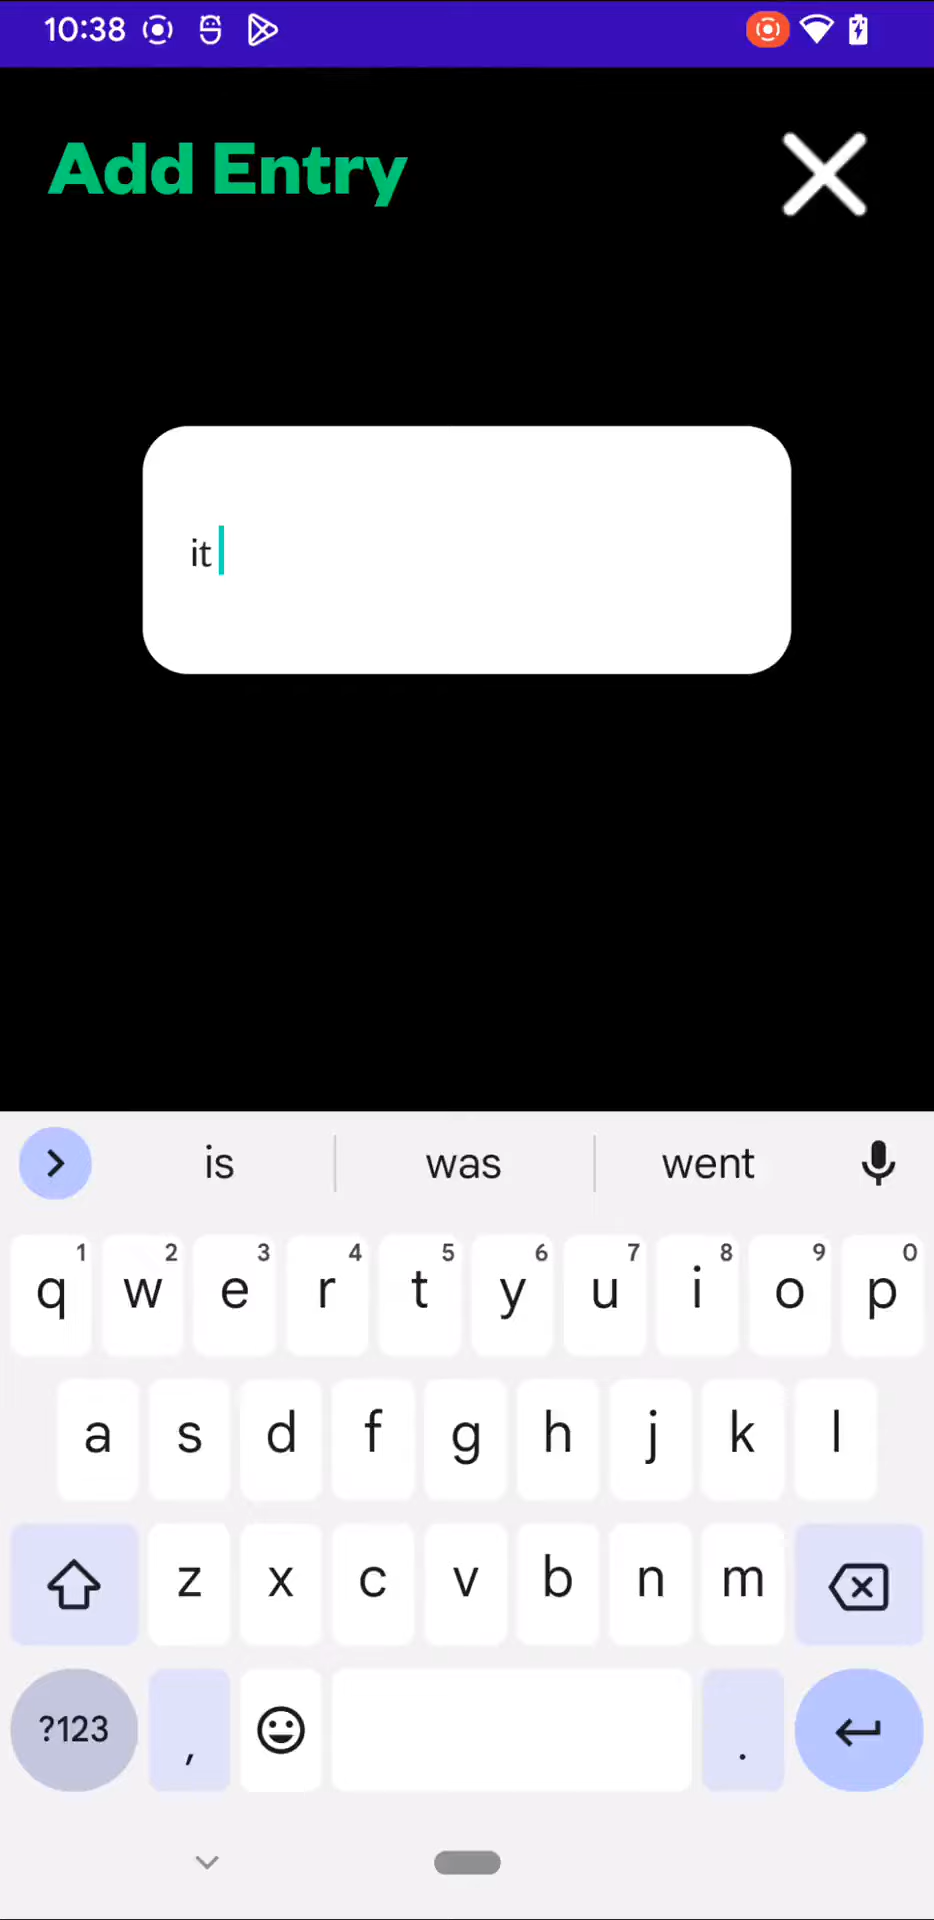 10:38
Add Entry
it
is was went
1 2 3 4 5 6 7 8 9 0
q w e r t y u i o p
a s d f g h j k l
z x c v b n m
?123 , .